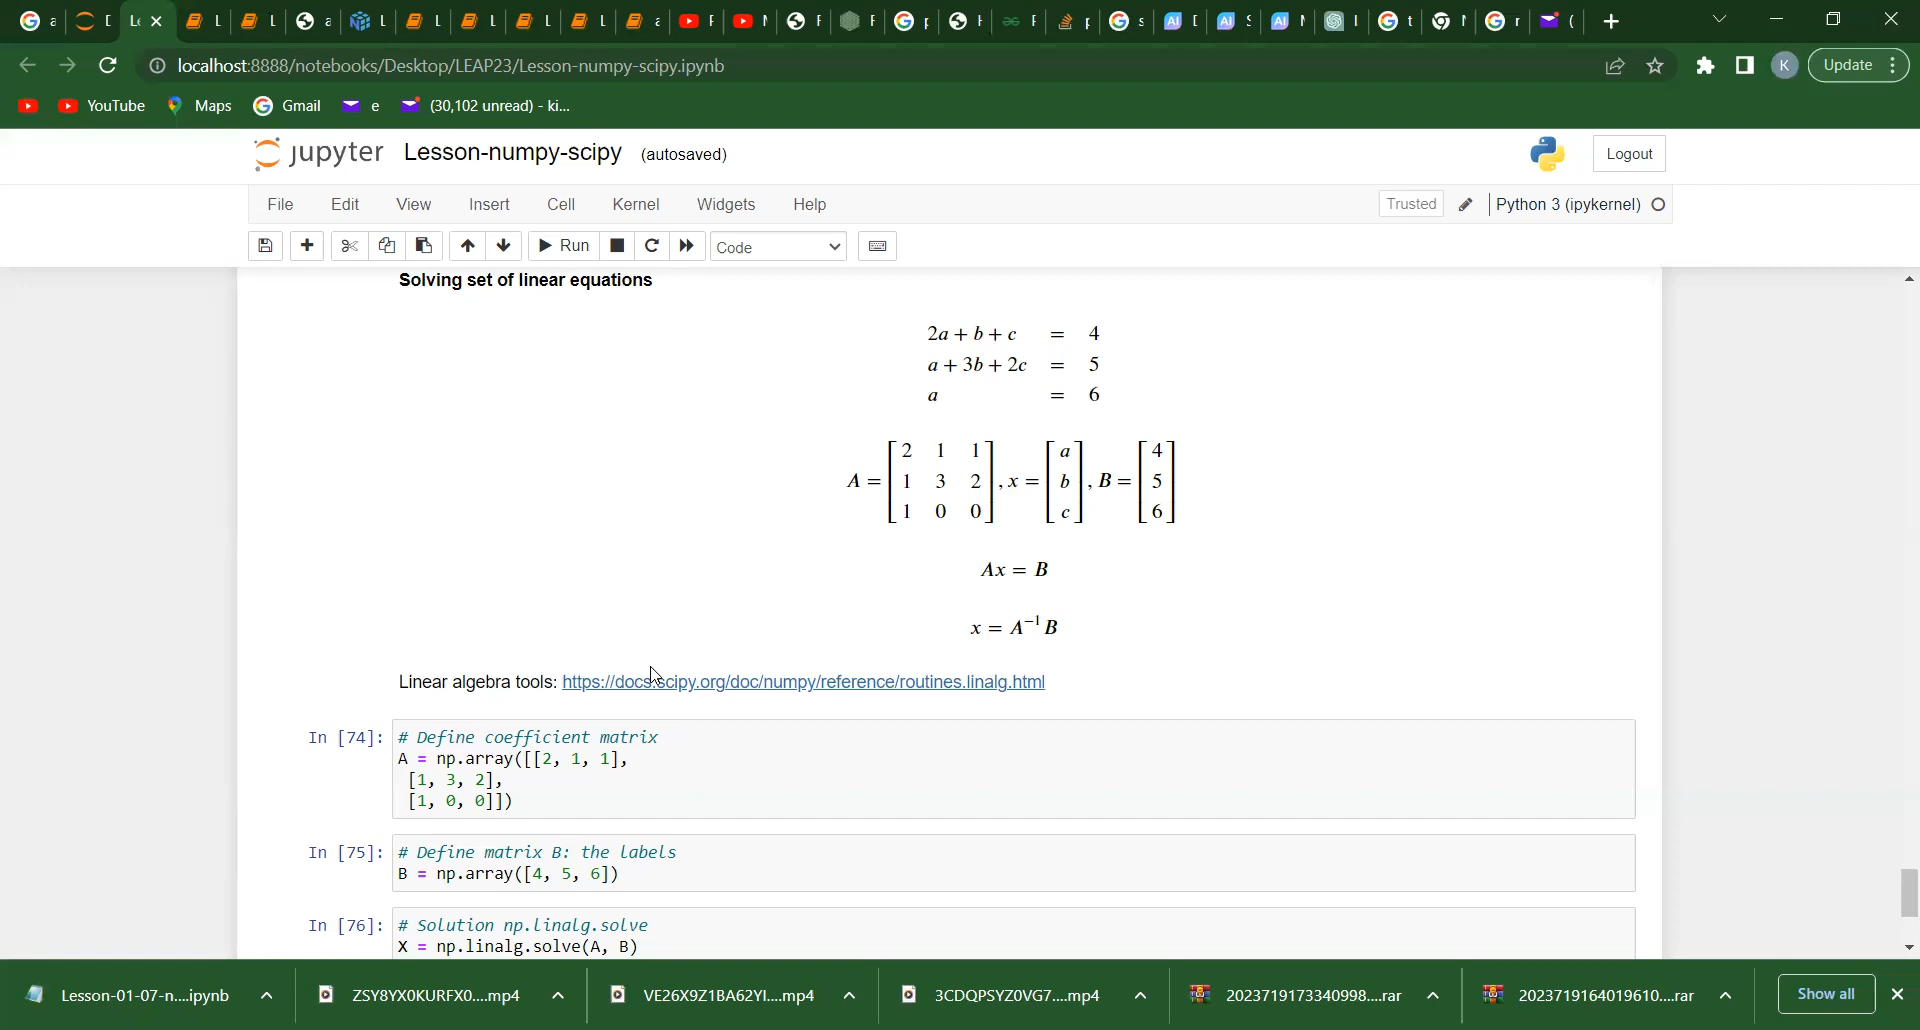 localhost:8888/notebooks/Desktop/LEAP23/Lesson-numpy-scipy.ipynb
K
Update
YouTube
Maps
Gmail
e
(30,102 unread) - ki...
jupyter Lesson-numpy-scipy (autosaved)
Logout
File Edit View Insert Cell Kernel Widgets Help
Trusted
Python 3 (ipykernel)
Run
Code
Solving set of linear equations
2a + b + c = 4
a + 3b + 2c = 5
a = 6
A = [2 1 1
1 3 2
1 0 0], x = [a
b
c], B = [4
5
6]
Ax = B
x = A⁻¹B
Linear algebra tools: https://docs.scipy.org/doc/numpy/reference/routines.linalg.html
In [74]: # Define coefficient matrix
A = np.array([[2, 1, 1],
[1, 3, 2],
[1, 0, 0]])
In [75]: # Define matrix B: the labels
B = np.array([4, 5, 6])
In [76]: # Solution np.linalg.solve
X = np.linalg.solve(A, B)
Lesson-01-07-n....ipynb
ZSY8YX0KURFX0....mp4
VE26X9Z1BA62YI....mp4
3CDQPSYZ0VG7....mp4
2023719173340998....rar
2023719164019610....rar
Show all